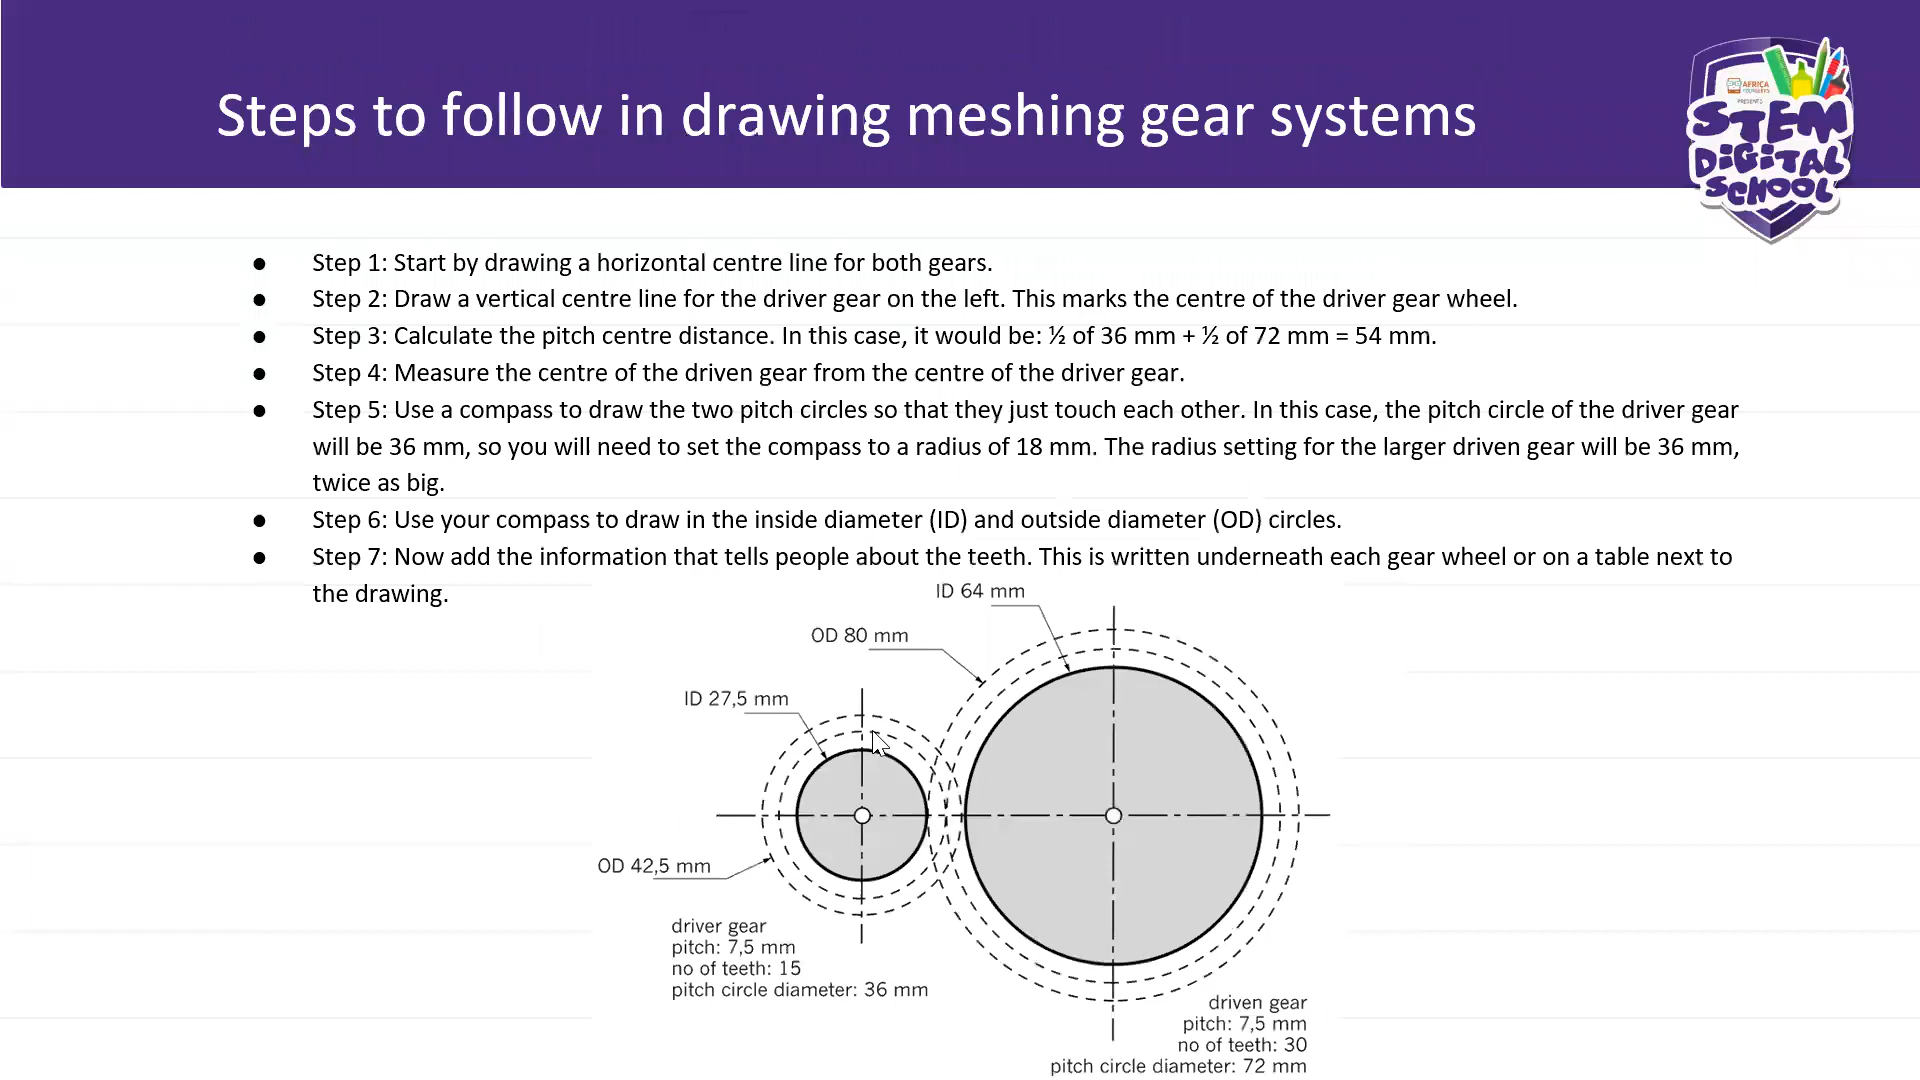 Steps to follow in drawing meshing gear systems
AFRICA
PRESENTS
STEM
DIGITAL
SCHOOL
● Step 1: Start by drawing a horizontal centre line for both gears.
● Step 2: Draw a vertical centre line for the driver gear on the left. This marks the centre of the driver gear wheel.
● Step 3: Calculate the pitch centre distance. In this case, it would be: ½ of 36 mm + ½ of 72 mm = 54 mm.
● Step 4: Measure the centre of the driven gear from the centre of the driver gear.
● Step 5: Use a compass to draw the two pitch circles so that they just touch each other. In this case, the pitch circle of the driver gear
will be 36 mm, so you will need to set the compass to a radius of 18 mm. The radius setting for the larger driven gear will be 36 mm,
twice as big.
● Step 6: Use your compass to draw in the inside diameter (ID) and outside diameter (OD) circles.
● Step 7: Now add the information that tells people about the teeth. This is written underneath each gear wheel or on a table next to
the drawing.
ID 64 mm
OD 80 mm
ID 27,5 mm
OD 42,5 mm
driver gear
pitch: 7,5 mm
no of teeth: 15
pitch circle diameter: 36 mm
driven gear
pitch: 7,5 mm
no of teeth: 30
pitch circle diameter: 72 mm